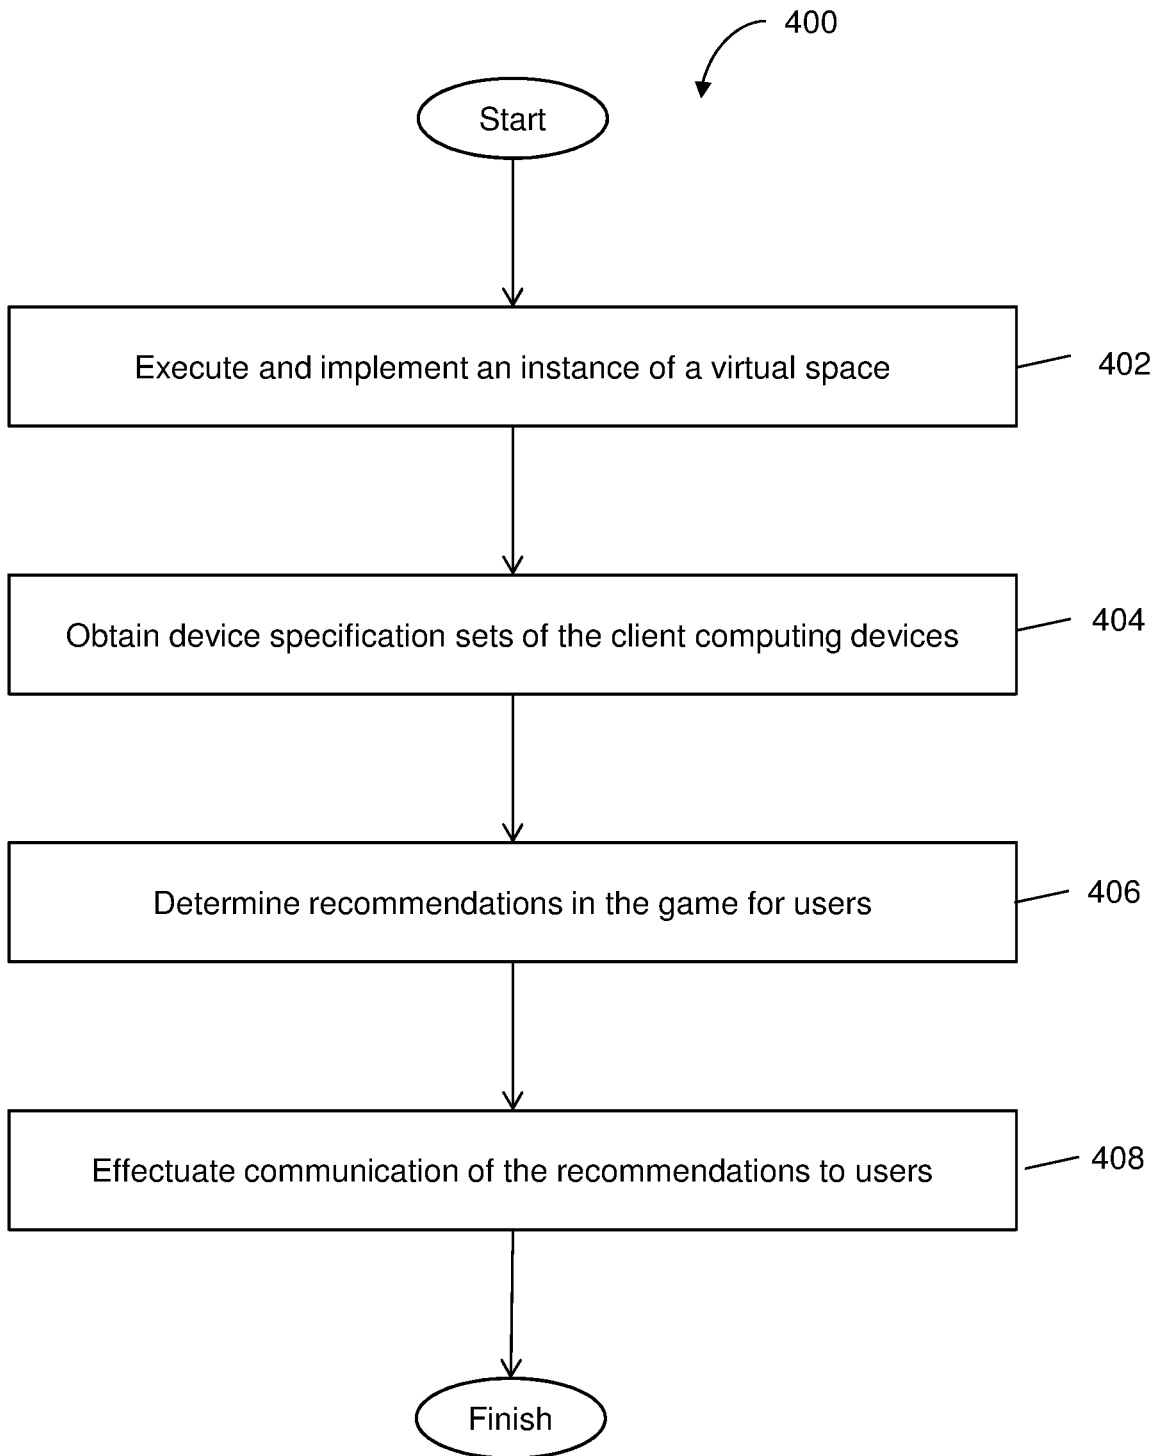 400
Start
Execute and implement an instance of a virtual space
402
Obtain device specification sets of the client computing devices
404
Determine recommendations in the game for users
406
Effectuate communication of the recommendations to users
408
Finish